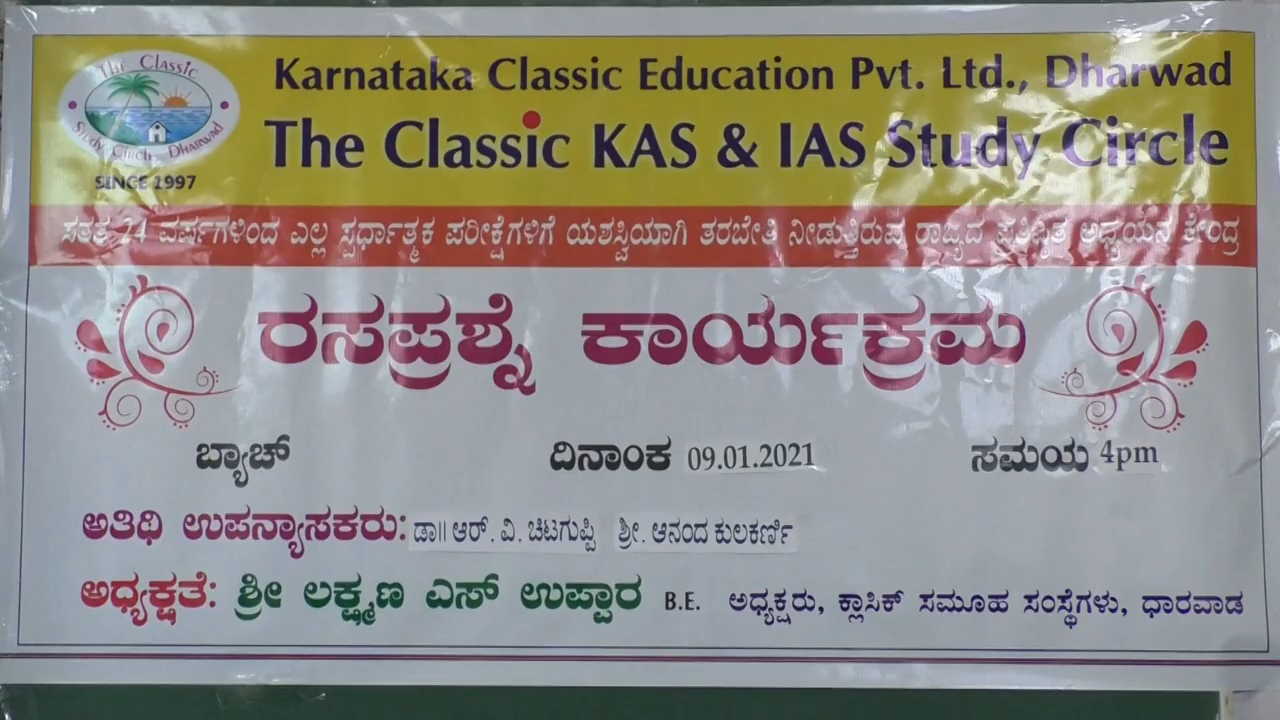 The Classic
Study Circle, Dharwad
SINCE 1997
Karnataka Classic Education Pvt. Ltd., Dharwad
The Classic KAS & IAS Study Circle
ಸತತ 24 ವರ್ಷಗಳಿಂದ ಎಲ್ಲ ಸ್ಪರ್ಧಾತ್ಮಕ ಪರೀಕ್ಷೆಗಳಿಗೆ ಯಶಸ್ವಿಯಾಗಿ ತರಬೇತಿ ನೀಡುತ್ತಿರುವ ರಾಜ್ಯದ ಪ್ರತಿಷ್ಠಿತ ಅಧ್ಯಯನ ಕೇಂದ್ರ
ರಸಪ್ರಶ್ನೆ ಕಾರ್ಯಕ್ರಮ
ಬ್ಯಾಚ್ ದಿನಾಂಕ 09.01.2021 ಸಮಯ 4pm
ಅತಿಥಿ ಉಪನ್ಯಾಸಕರು: ಡಾ॥ ಆರ್. ವಿ. ಚಿಟಗುಪ್ಪಿ ಶ್ರೀ. ಆನಂದ ಕುಲಕರ್ಣಿ
ಅಧ್ಯಕ್ಷತೆ: ಶ್ರೀ ಲಕ್ಷ್ಮಣ ಎಸ್ ಉಪ್ಪಾರ B.E. ಅಧ್ಯಕ್ಷರು, ಕ್ಲಾಸಿಕ್ ಸಮೂಹ ಸಂಸ್ಥೆಗಳು, ಧಾರವಾಡ